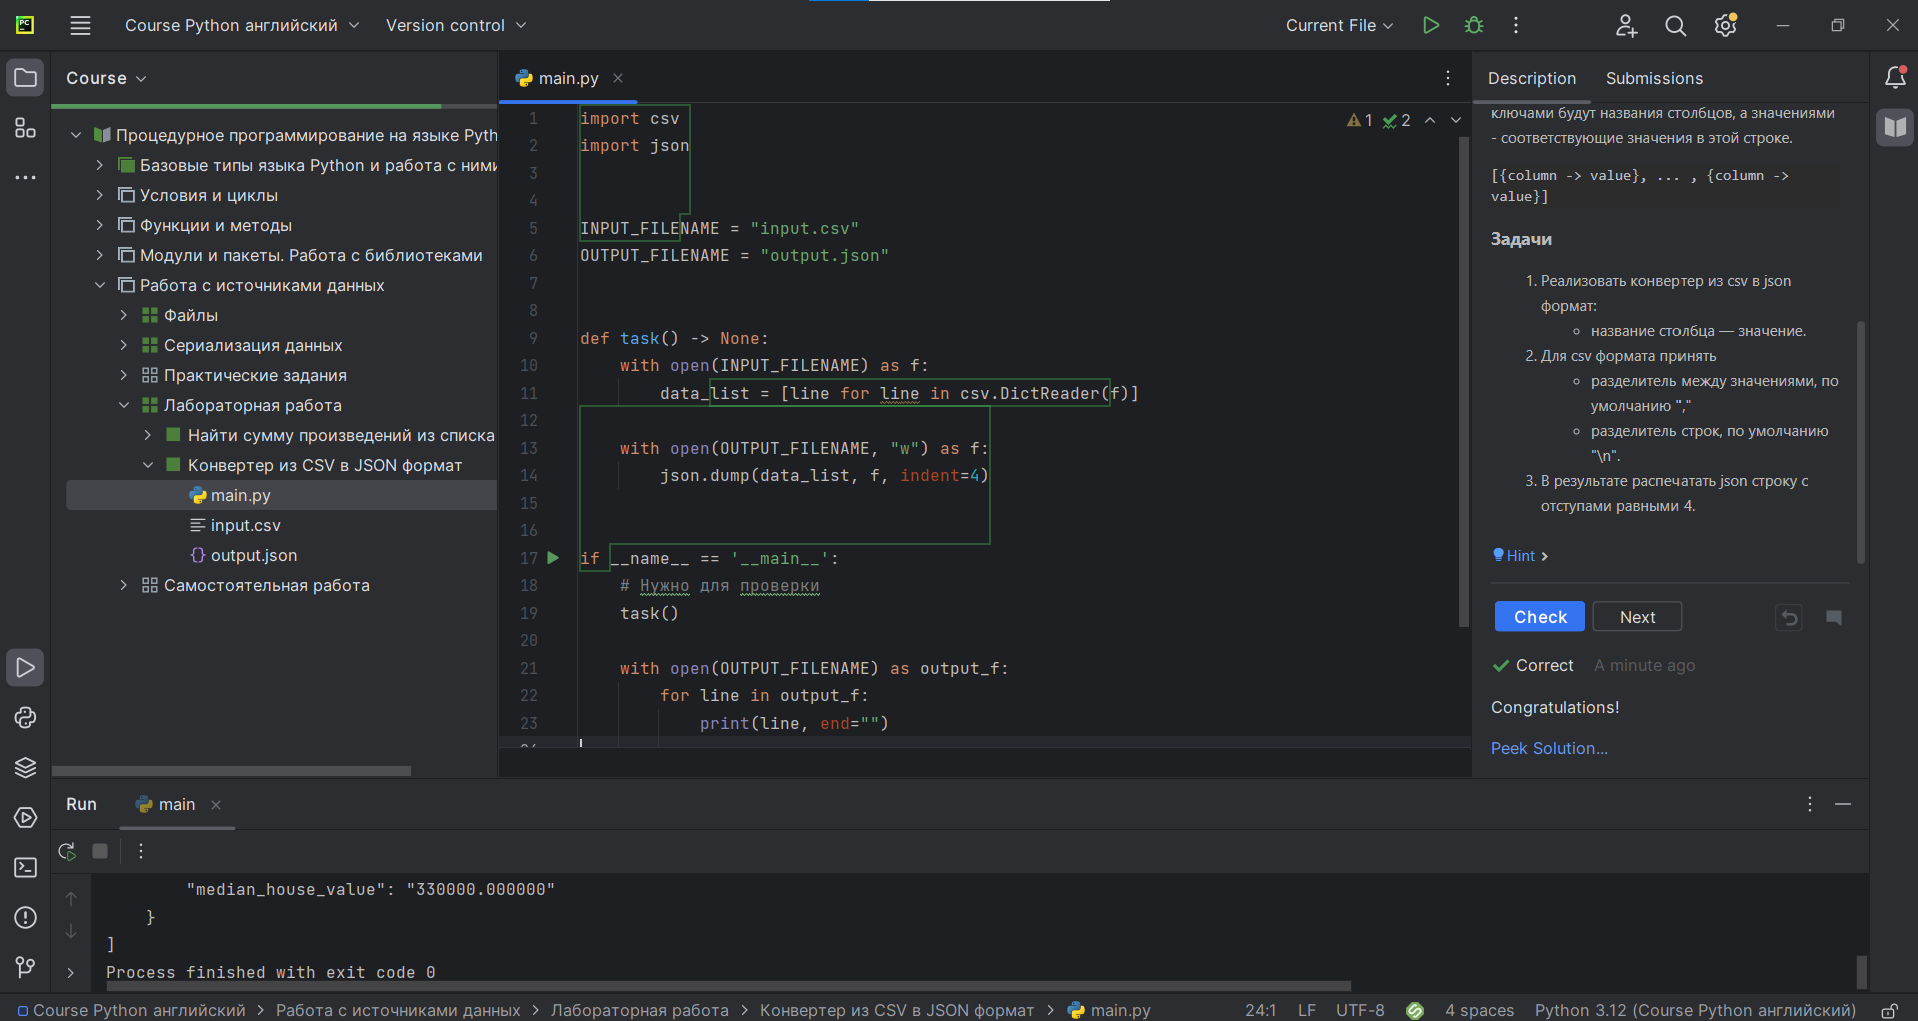 Course Python английский
Version control
Current File
Course
main.py
Description
Submissions
Процедурное программирование на языке Pyth
Базовые типы языка Python и работа с ними
Условия и циклы
Функции и методы
Модули и пакеты. Работа с библиотеками
Работа с источниками данных
Файлы
Сериализация данных
Практические задания
Лабораторная работа
Найти сумму произведений из списка
Конвертер из CSV в JSON формат
main.py
input.csv
output.json
Самостоятельная работа
1 import csv
2 import json
3
4
5 INPUT_FILENAME = "input.csv"
6 OUTPUT_FILENAME = "output.json"
7
8
9 def task() -> None:
10     with open(INPUT_FILENAME) as f:
11         data_list = [line for line in csv.DictReader(f)]
12
13     with open(OUTPUT_FILENAME, "w") as f:
14         json.dump(data_list, f, indent=4)
15
16
17 if __name__ == '__main__':
18     # Нужно для проверки
19     task()
20
21     with open(OUTPUT_FILENAME) as output_f:
22         for line in output_f:
23             print(line, end="")
1 2
ключами будут названия столбцов, а значениями
- соответствующие значения в этой строке.
[{column -> value}, ... , {column ->
value}]
Задачи
1. Реализовать конвертер из csv в json
формат:
◦ название столбца — значение.
2. Для csv формата принять
◦ разделитель между значениями, по
умолчанию ","
◦ разделитель строк, по умолчанию
"\n".
3. В результате распечатать json строку с
отступами равными 4.
Hint
Check
Next
Correct A minute ago
Congratulations!
Peek Solution...
Run
main
"median_house_value": "330000.000000"
}
]
Process finished with exit code 0
Course Python английский > Работа с источниками данных > Лабораторная работа > Конвертер из CSV в JSON формат > main.py
24:1 LF UTF-8 4 spaces Python 3.12 (Course Python английский)